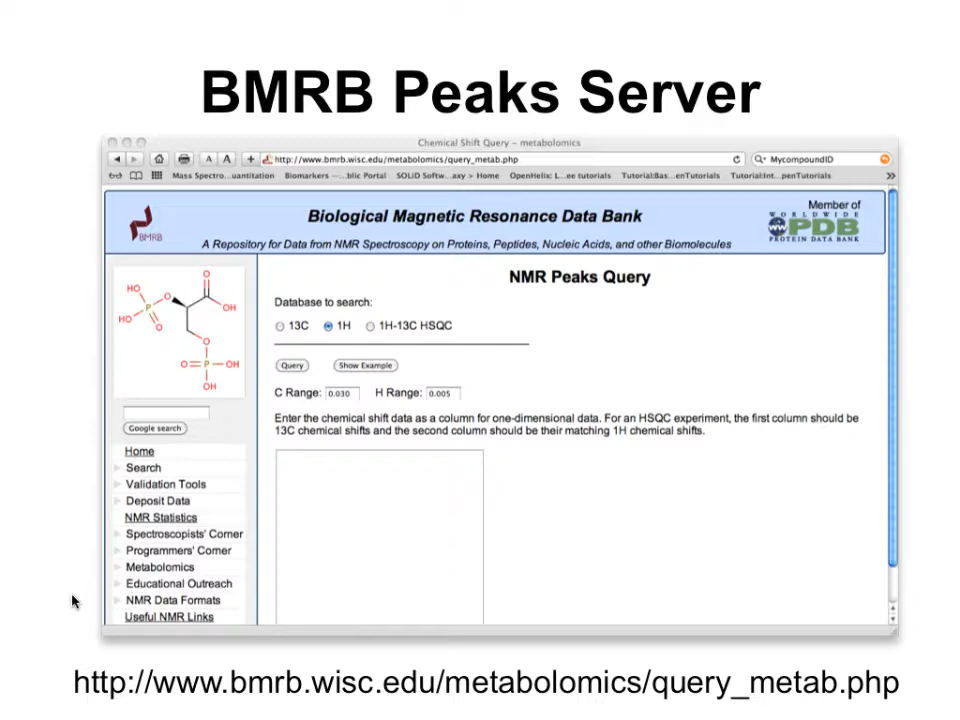 BMRB Peaks Server
Chemical Shift Query – metabolomics
A A + http://www.bmrb.wisc.edu/metabolomics/query_metab.php MycompoundID
Mass Spectro...uantitation Biomarkers —...blic Portal SOLiD Softw...axy > Home OpenHelix: L...ee tutorials Tutorial:Bas...enTutorials Tutorial:Int...penTutorials
BMRB
Biological Magnetic Resonance Data Bank
A Repository for Data from NMR Spectroscopy on Proteins, Peptides, Nucleic Acids, and other Biomolecules
Member of
WORLDWIDE
ww PDB
PROTEIN DATA BANK
HO
O
O
OH
P
HO
O
O
O=P—OH
OH
Google search
Home
Search
Validation Tools
Deposit Data
NMR Statistics
Spectroscopists' Corner
Programmers' Corner
Metabolomics
Educational Outreach
NMR Data Formats
Useful NMR Links
NMR Peaks Query
Database to search:
13C 1H 1H-13C HSQC
Query Show Example
C Range: 0.030 H Range: 0.005
Enter the chemical shift data as a column for one-dimensional data. For an HSQC experiment, the first column should be
13C chemical shifts and the second column should be their matching 1H chemical shifts.
http://www.bmrb.wisc.edu/metabolomics/query_metab.php